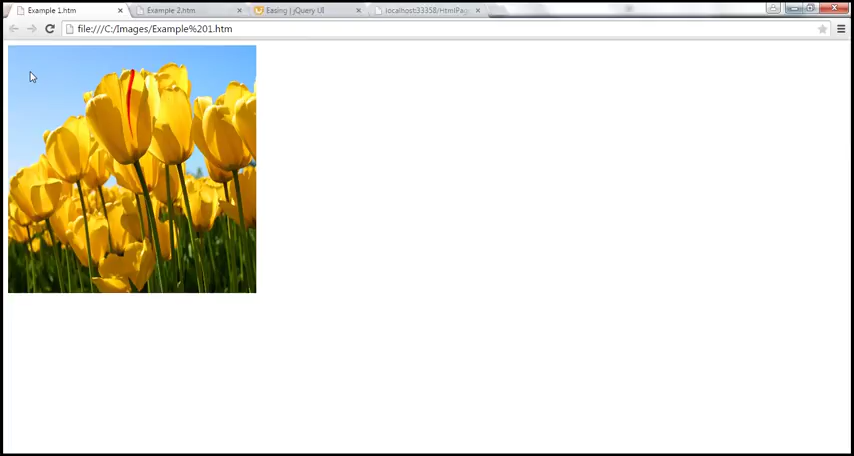 Example 1.htm
Example 2.htm
Easing | jQuery UI
localhost:33358/HtmlPag
file:///C:/Images/Example%201.htm